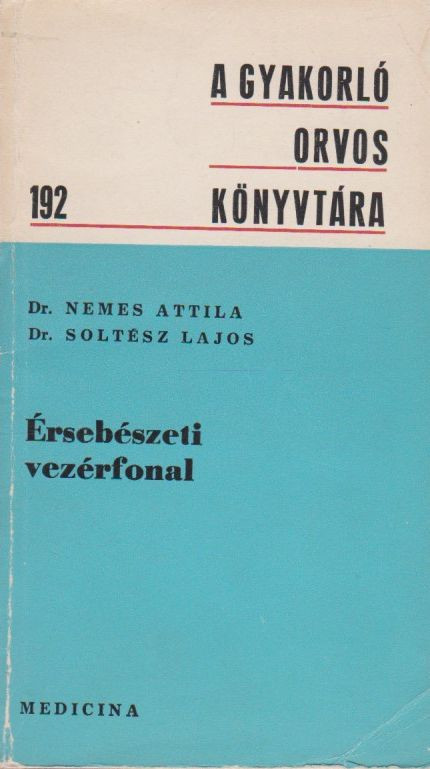 A GYAKORLÓ
ORVOS
192 KÖNYVTÁRA
Dr. NEMES ATTILA
Dr. SOLTÉSZ LAJOS
Érsebészeti
vezérfonal
MEDICINA